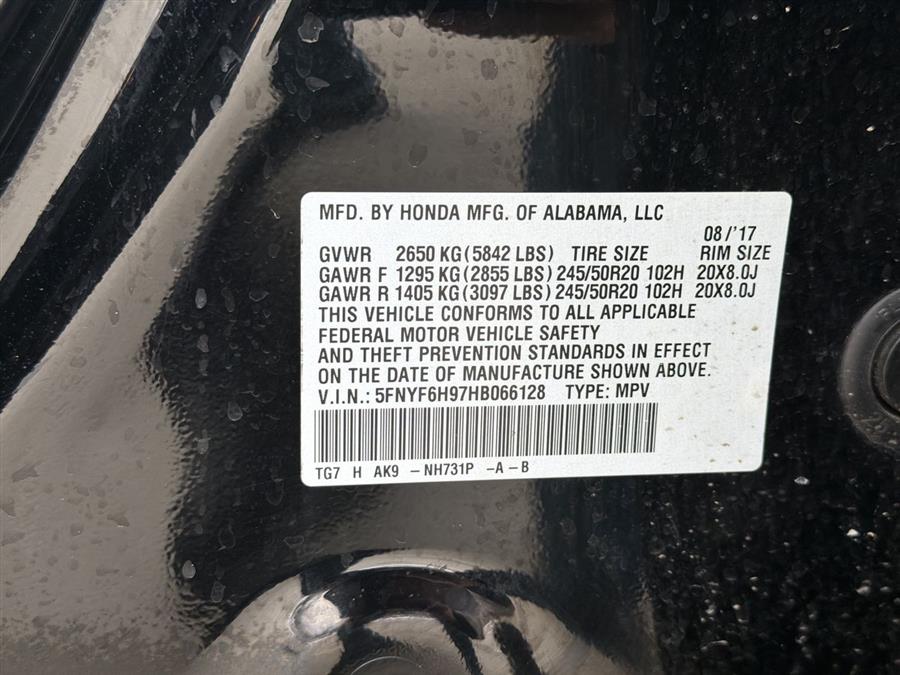 MFD. BY HONDA MFG. OF ALABAMA, LLC
08/'17
GVWR 2650 KG(5842 LBS) TIRE SIZE RIM SIZE
GAWR F 1295 KG(2855 LBS) 245/50R20 102H 20X8.0J
GAWR R 1405 KG(3097 LBS) 245/50R20 102H 20X8.0J
THIS VEHICLE CONFORMS TO ALL APPLICABLE
FEDERAL MOTOR VEHICLE SAFETY
AND THEFT PREVENTION STANDARDS IN EFFECT
ON THE DATE OF MANUFACTURE SHOWN ABOVE.
V.I.N.: 5FNYF6H97HB066128 TYPE: MPV
TG7 H AK9 -NH731P -A-B